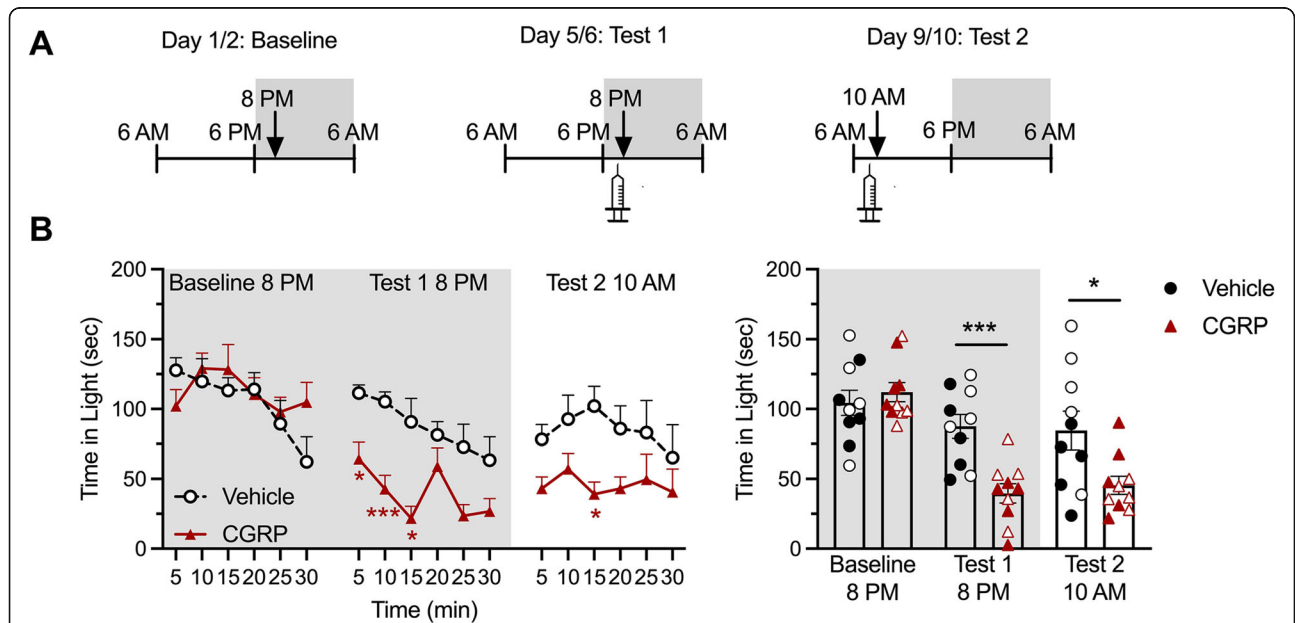 A
Day 1/2: Baseline
Day 5/6: Test 1
Day 9/10: Test 2
8 PM
8 PM
10 AM
6 AM
6 PM
6 AM
6 AM
6 PM
6 AM
6 AM
6 PM
6 AM
B
200
150
100
50
0
Time in Light (sec)
Baseline 8 PM
Test 1 8 PM
Test 2 10 AM
*
***
*
*
Vehicle
CGRP
5 10 15 20 25 30
5 10 15 20 25 30
5 10 15 20 25 30
Time (min)
200
150
100
50
0
Time in Light (sec)
***
*
Vehicle
CGRP
Baseline
8 PM
Test 1
8 PM
Test 2
10 AM